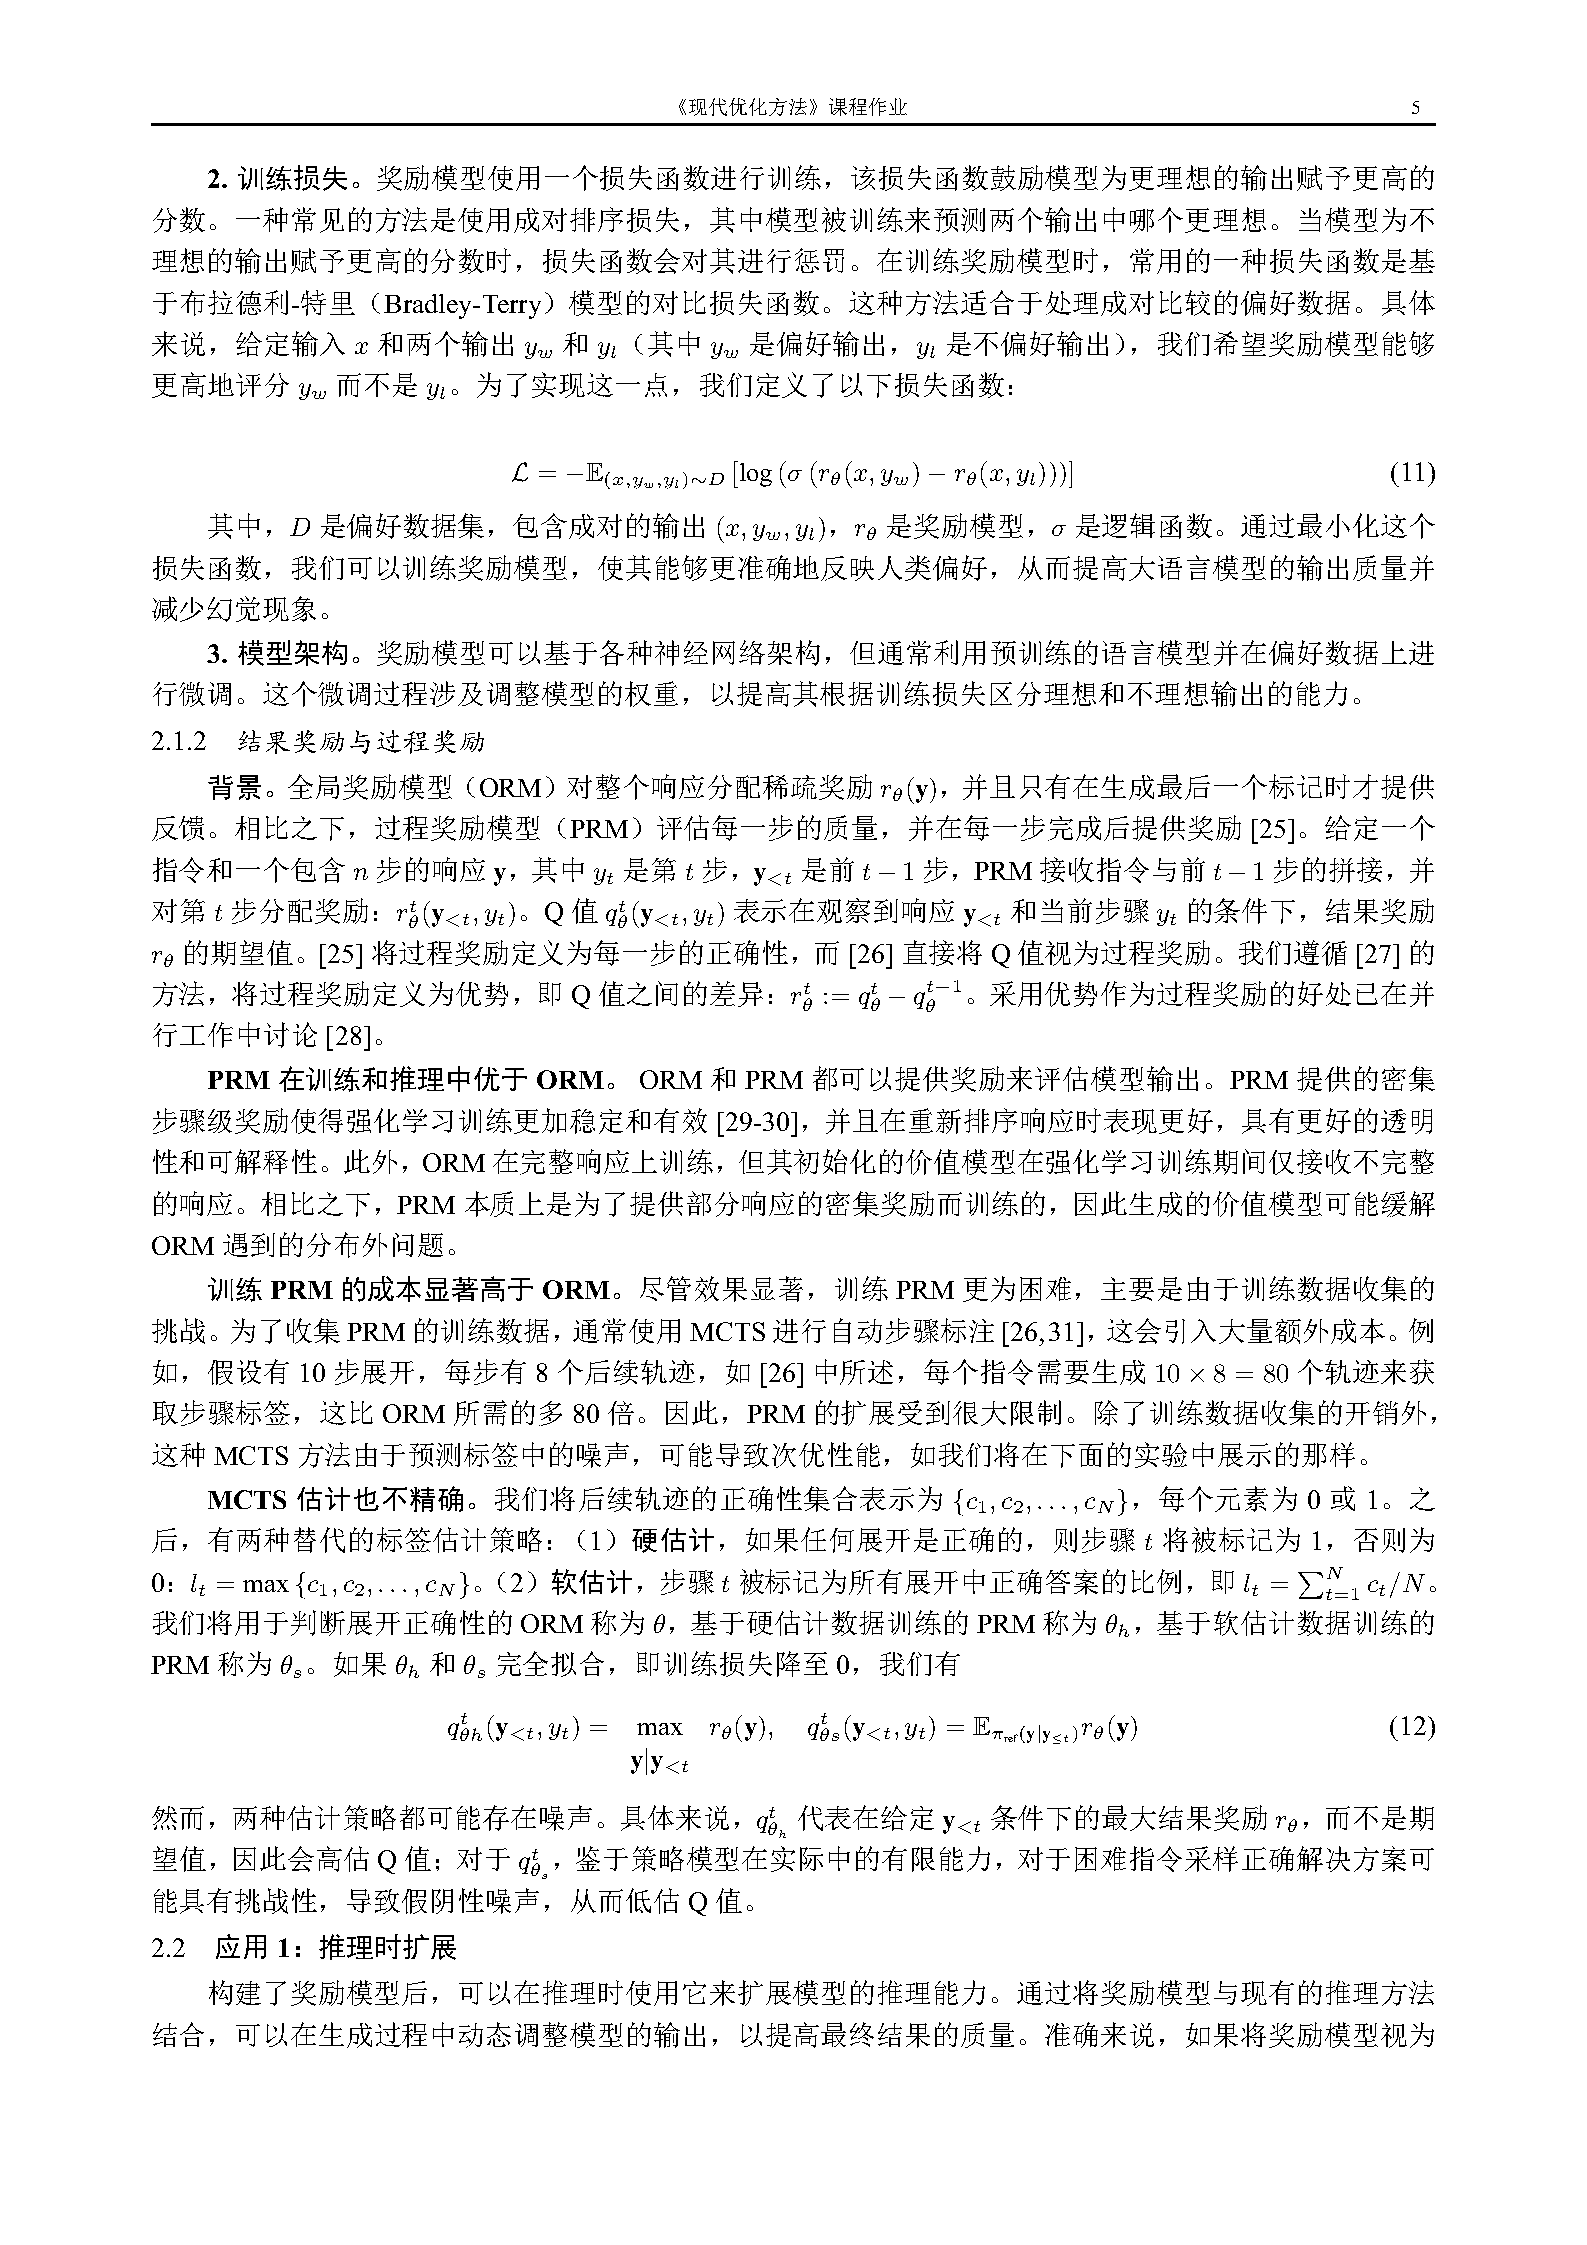 《现代优化方法》课程作业 5
2. 训练损失。奖励模型使用一个损失函数进行训练，该损失函数鼓励模型为更理想的输出赋予更高的
分数。一种常见的方法是使用成对排序损失，其中模型被训练来预测两个输出中哪个更理想。当模型为不
理想的输出赋予更高的分数时，损失函数会对其进行惩罚。在训练奖励模型时，常用的一种损失函数是基
于布拉德利-特里（Bradley-Terry）模型的对比损失函数。这种方法适合于处理成对比较的偏好数据。具体
来说，给定输入 $x$ 和两个输出 $y_w$ 和 $y_l$（其中 $y_w$ 是偏好输出，$y_l$ 是不偏好输出），我们希望奖励模型能够
更高地评分 $y_w$ 而不是 $y_l$。为了实现这一点，我们定义了以下损失函数：
$\mathcal{L} = -\mathbb{E}_{(x,y_w,y_l)\sim D}\left[\log\left(\sigma\left(r_\theta(x,y_w)-r_\theta(x,y_l)\right)\right)\right]$ (11)
其中，$D$ 是偏好数据集，包含成对的输出 $(x,y_w,y_l)$，$r_\theta$ 是奖励模型，$\sigma$ 是逻辑函数。通过最小化这个
损失函数，我们可以训练奖励模型，使其能够更准确地反映人类偏好，从而提高大语言模型的输出质量并
减少幻觉现象。
3. 模型架构。奖励模型可以基于各种神经网络架构，但通常利用预训练的语言模型并在偏好数据上进
行微调。这个微调过程涉及调整模型的权重，以提高其根据训练损失区分理想和不理想输出的能力。
2.1.2 结果奖励与过程奖励
背景。全局奖励模型（ORM）对整个响应分配稀疏奖励 $r_\theta(\mathbf{y})$，并且只有在生成最后一个标记时才提供
反馈。相比之下，过程奖励模型（PRM）评估每一步的质量，并在每一步完成后提供奖励 [25]。给定一个
指令和一个包含 $n$ 步的响应 $\mathbf{y}$，其中 $y_t$ 是第 $t$ 步，$\mathbf{y}_{<t}$ 是前 $t-1$ 步，PRM 接收指令与前 $t-1$ 步的拼接，并
对第 $t$ 步分配奖励：$r_\theta^t(\mathbf{y}_{<t},y_t)$。Q 值 $q_\theta^t(\mathbf{y}_{<t},y_t)$ 表示在观察到响应 $\mathbf{y}_{<t}$ 和当前步骤 $y_t$ 的条件下，结果奖励
$r_\theta$ 的期望值。[25] 将过程奖励定义为每一步的正确性，而 [26] 直接将 Q 值视为过程奖励。我们遵循 [27] 的
方法，将过程奖励定义为优势，即 Q 值之间的差异：$r_\theta^t := q_\theta^t - q_\theta^{t-1}$。采用优势作为过程奖励的好处已在并
行工作中讨论 [28]。
PRM 在训练和推理中优于 ORM。 ORM 和 PRM 都可以提供奖励来评估模型输出。PRM 提供的密集
步骤级奖励使得强化学习训练更加稳定和有效 [29-30]，并且在重新排序响应时表现更好，具有更好的透明
性和可解释性。此外，ORM 在完整响应上训练，但其初始化的价值模型在强化学习训练期间仅接收不完整
的响应。相比之下，PRM 本质上是为了提供部分响应的密集奖励而训练的，因此生成的价值模型可能缓解
ORM 遇到的分布外问题。
训练 PRM 的成本显著高于 ORM。尽管效果显著，训练 PRM 更为困难，主要是由于训练数据收集的
挑战。为了收集 PRM 的训练数据，通常使用 MCTS 进行自动步骤标注 [26,31]，这会引入大量额外成本。例
如，假设有 10 步展开，每步有 8 个后续轨迹，如 [26] 中所述，每个指令需要生成 $10 \times 8 = 80$ 个轨迹来获
取步骤标签，这比 ORM 所需的多 80 倍。因此，PRM 的扩展受到很大限制。除了训练数据收集的开销外，
这种 MCTS 方法由于预测标签中的噪声，可能导致次优性能，如我们将在下面的实验中展示的那样。
MCTS 估计也不精确。我们将后续轨迹的正确性集合表示为 $\{c_1,c_2,\ldots,c_N\}$，每个元素为 0 或 1。之
后，有两种替代的标签估计策略：（1）硬估计，如果任何展开是正确的，则步骤 $t$ 将被标记为 1，否则为
0：$l_t = \max\{c_1,c_2,\ldots,c_N\}$。（2）软估计，步骤 $t$ 被标记为所有展开中正确答案的比例，即 $l_t = \sum_{t=1}^{N} c_t/N$。
我们将用于判断展开正确性的 ORM 称为 $\theta$，基于硬估计数据训练的 PRM 称为 $\theta_h$，基于软估计数据训练的
PRM 称为 $\theta_s$。如果 $\theta_h$ 和 $\theta_s$ 完全拟合，即训练损失降至 0，我们有
$q_{\theta h}^t(\mathbf{y}_{<t},y_t) = \max_{\mathbf{y}|\mathbf{y}_{<t}} r_\theta(\mathbf{y}), \quad q_{\theta s}^t(\mathbf{y}_{<t},y_t) = \mathbb{E}_{\pi_{\text{ref}}(\mathbf{y}|\mathbf{y}_{\leq t})} r_\theta(\mathbf{y})$ (12)
然而，两种估计策略都可能存在噪声。具体来说，$q_{\theta_h}^t$ 代表在给定 $\mathbf{y}_{<t}$ 条件下的最大结果奖励 $r_\theta$，而不是期
望值，因此会高估 Q 值；对于 $q_{\theta_s}^t$，鉴于策略模型在实际中的有限能力，对于困难指令采样正确解决方案可
能具有挑战性，导致假阴性噪声，从而低估 Q 值。
2.2 应用 1：推理时扩展
构建了奖励模型后，可以在推理时使用它来扩展模型的推理能力。通过将奖励模型与现有的推理方法
结合，可以在生成过程中动态调整模型的输出，以提高最终结果的质量。准确来说，如果将奖励模型视为